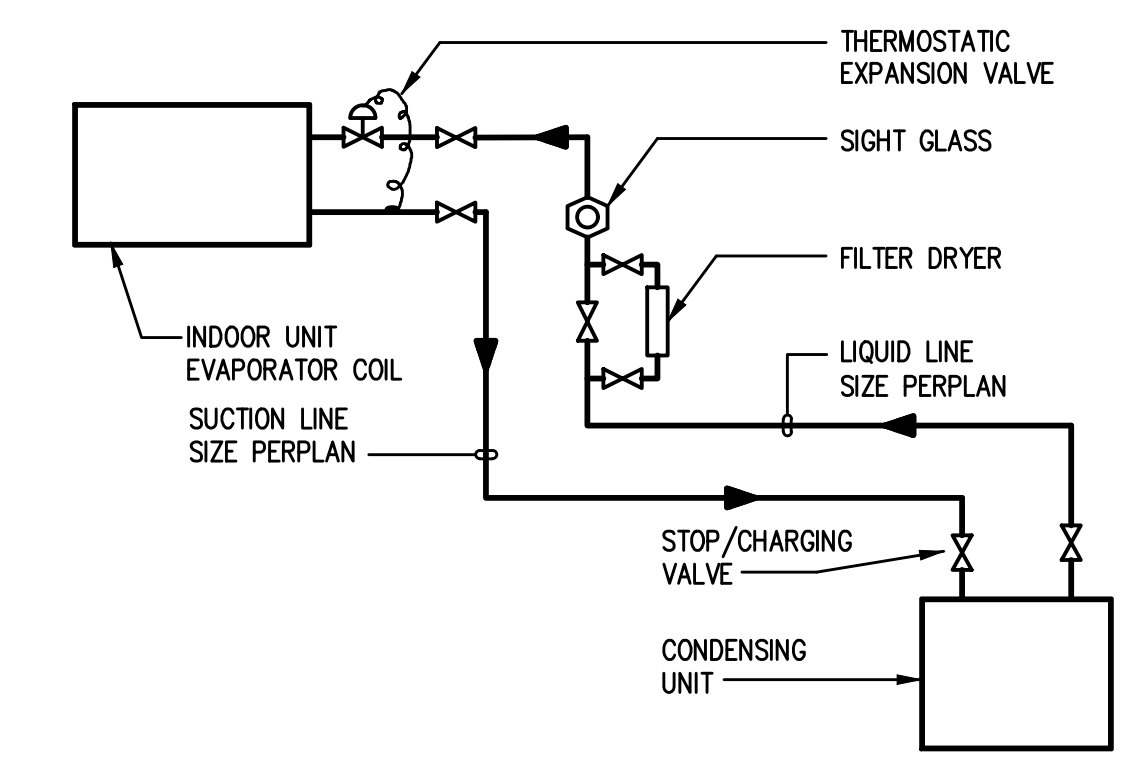 THERMOSTATIC
EXPANSION VALVE
SIGHT GLASS
FILTER DRYER
INDOOR UNIT
EVAPORATOR COIL
LIQUID LINE
SIZE PERPLAN
SUCTION LINE
SIZE PERPLAN
STOP/CHARGING
VALVE
CONDENSING
UNIT